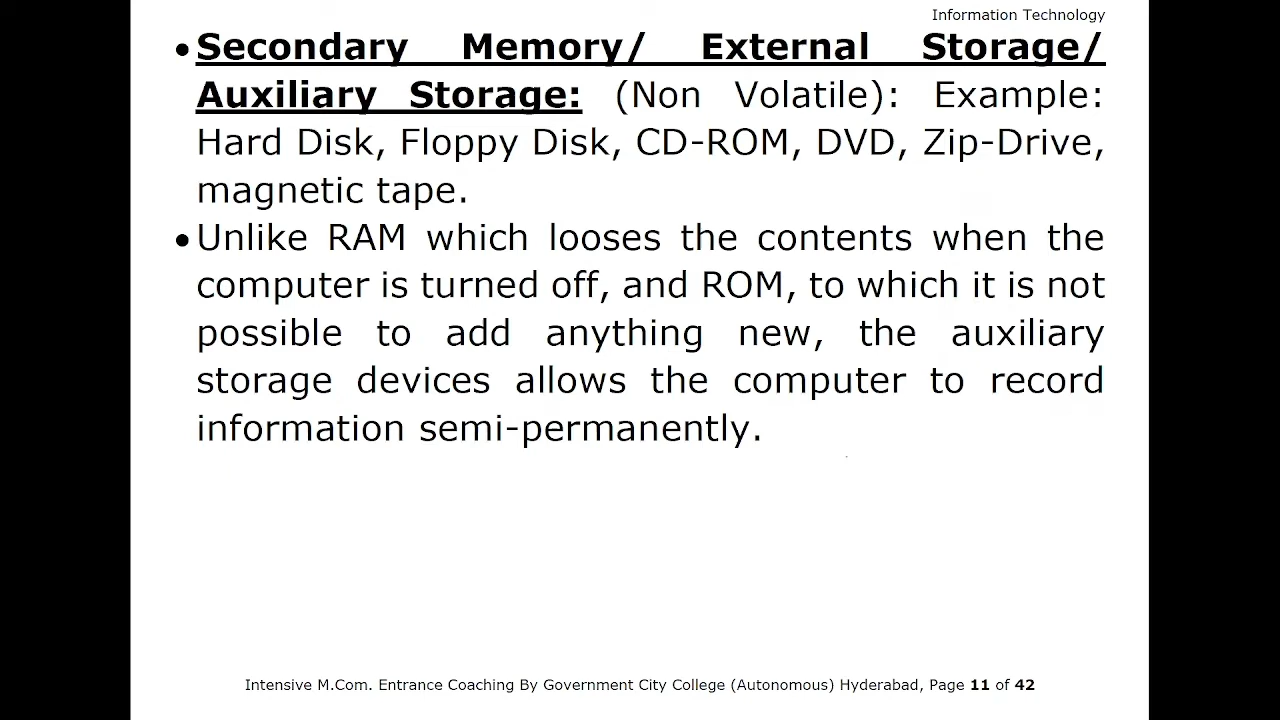 Information Technology
• Secondary Memory/ External Storage/
Auxiliary Storage: (Non Volatile): Example:
Hard Disk, Floppy Disk, CD-ROM, DVD, Zip-Drive,
magnetic tape.
• Unlike RAM which looses the contents when the
computer is turned off, and ROM, to which it is not
possible to add anything new, the auxiliary
storage devices allows the computer to record
information semi-permanently.
Intensive M.Com. Entrance Coaching By Government City College (Autonomous) Hyderabad, Page 11 of 42